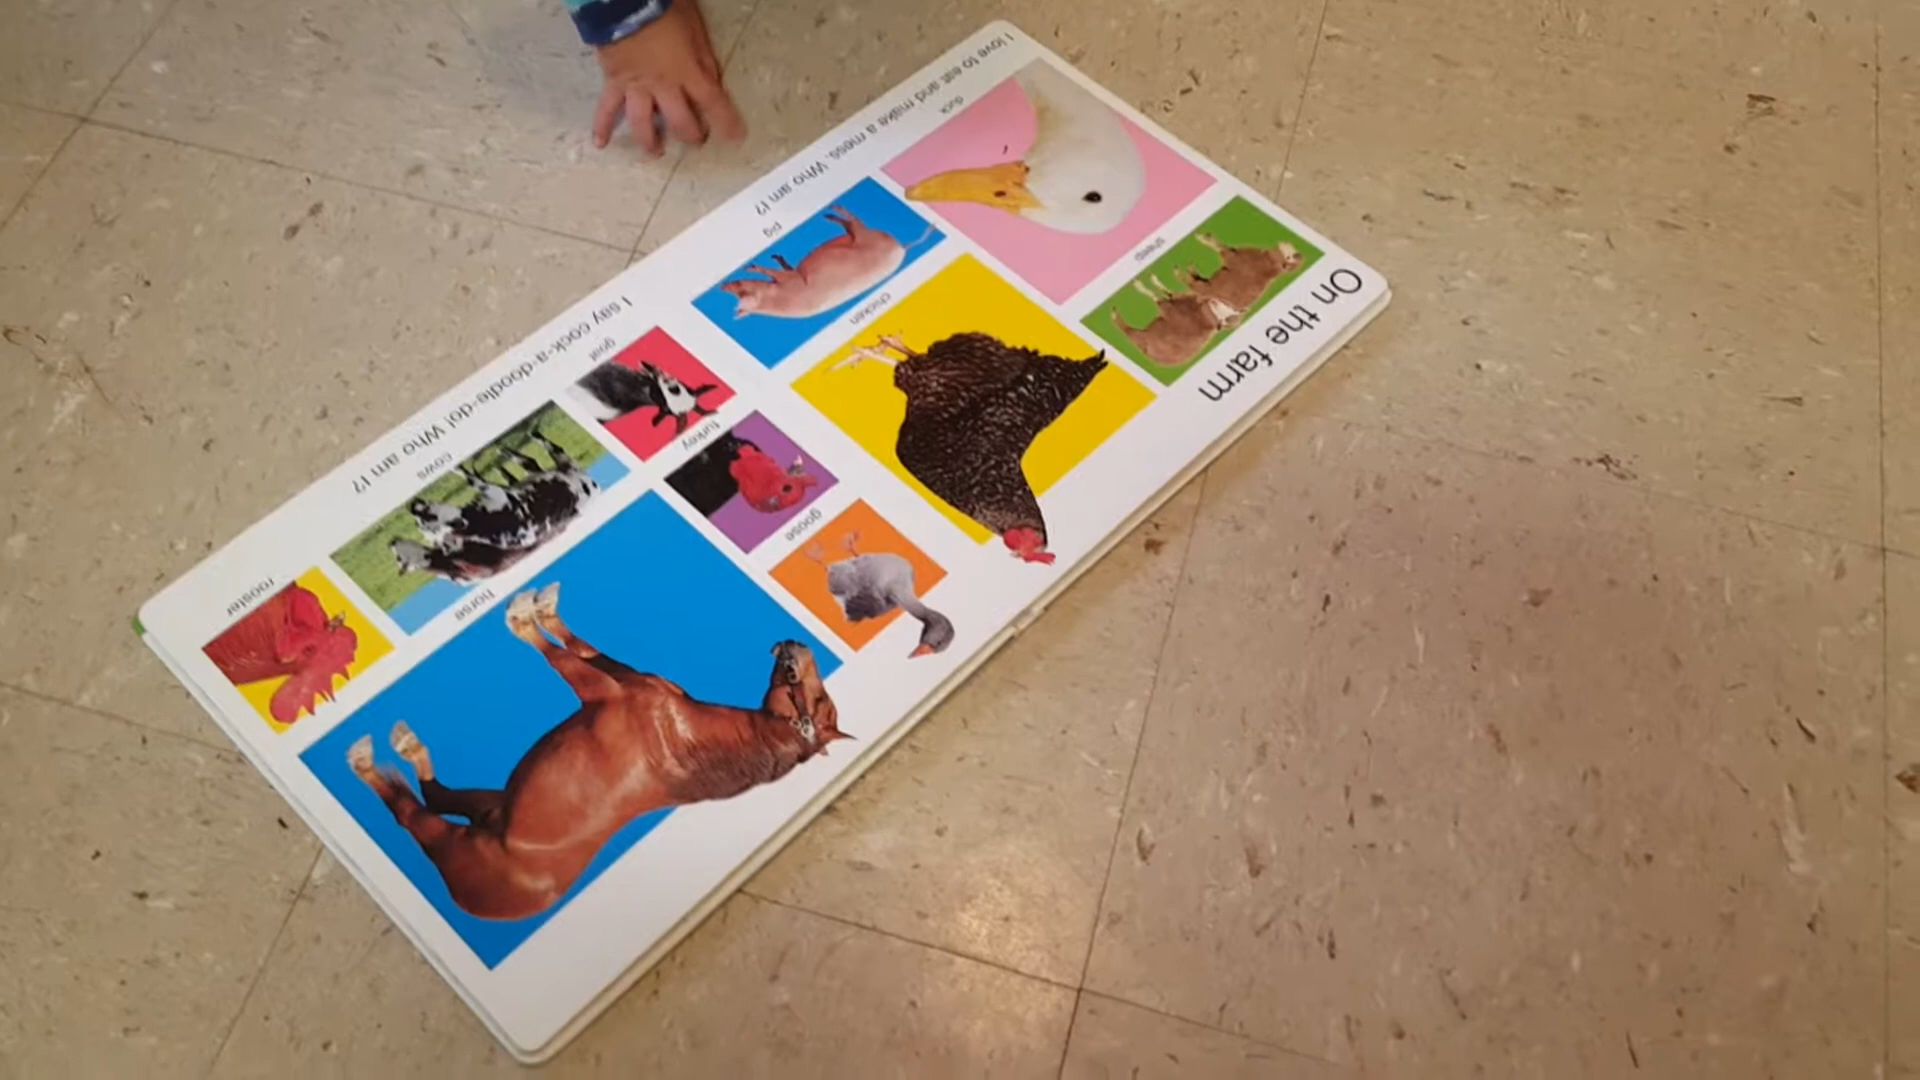 On the farm
sheep
duck
chicken
pig
I love to eat and make a mess. Who am I?
goose
turkey
goat
horse
cows
rooster
I say cock-a-doodle-do! Who am I?